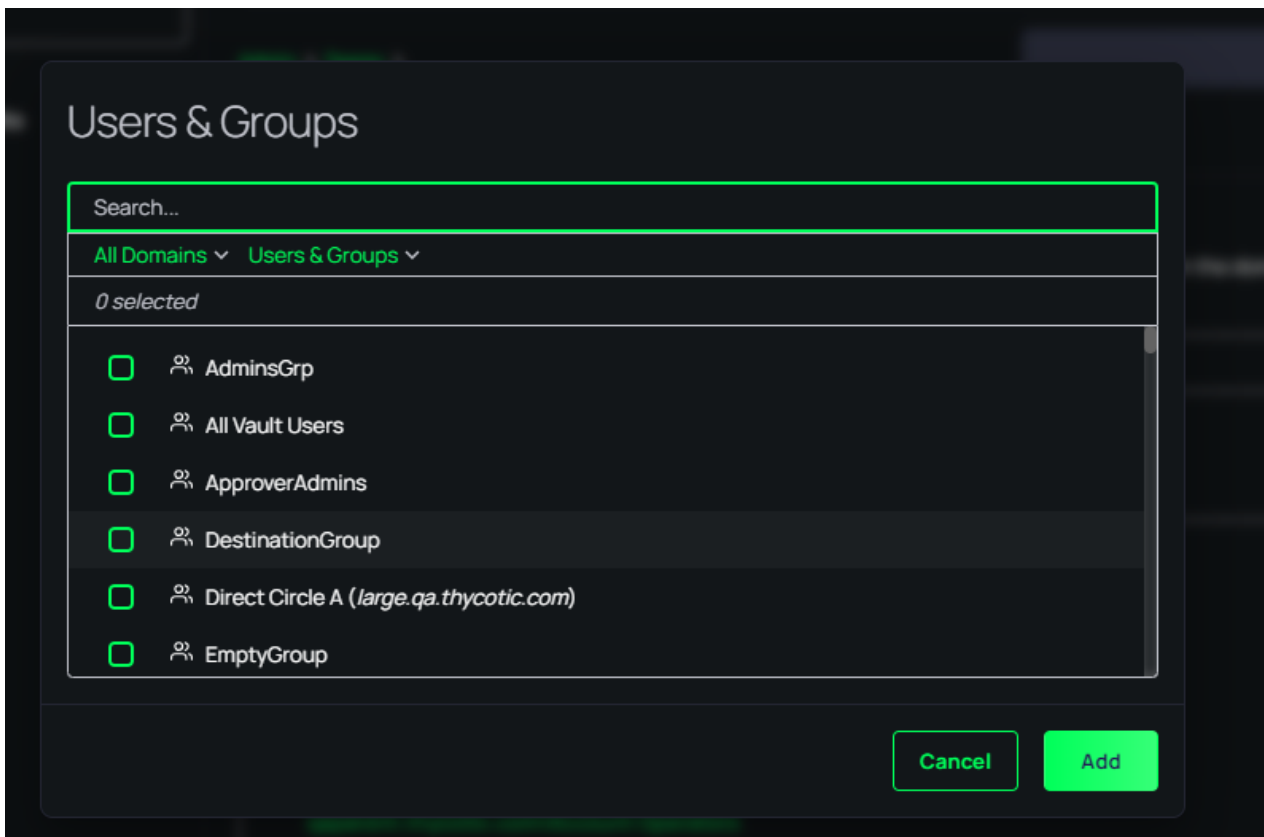 Users & Groups
Search...
All Domains Users & Groups
0 selected
AdminsGrp
All Vault Users
ApproverAdmins
DestinationGroup
Direct Circle A (large.qa.thycotic.com)
EmptyGroup
Cancel Add